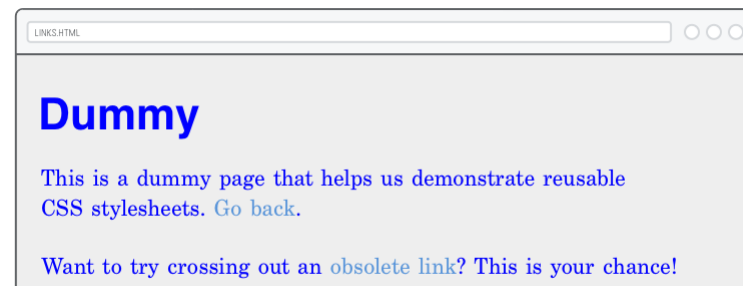 LINKS.HTML
Dummy
This is a dummy page that helps us demonstrate reusable
CSS stylesheets. Go back.
Want to try crossing out an obsolete link? This is your chance!